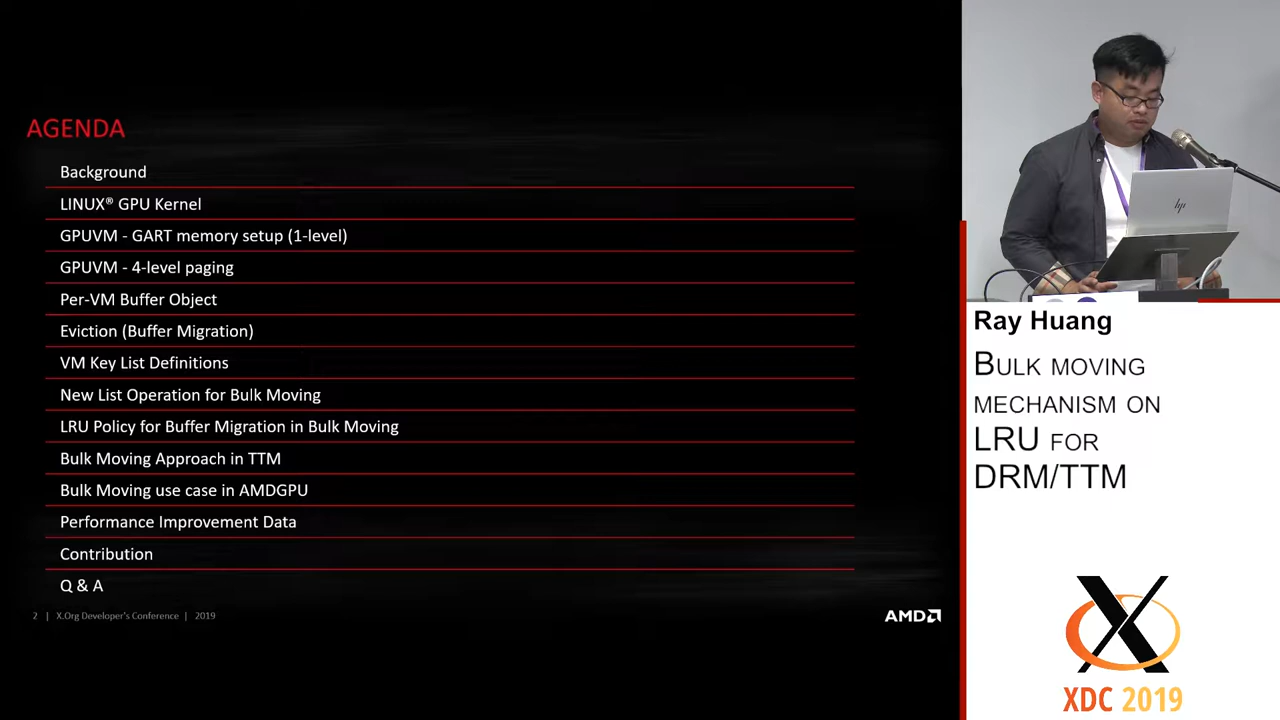 AGENDA
Background
LINUX® GPU Kernel
GPUVM - GART memory setup (1-level)
GPUVM - 4-level paging
Per-VM Buffer Object
Eviction (Buffer Migration)
VM Key List Definitions
New List Operation for Bulk Moving
LRU Policy for Buffer Migration in Bulk Moving
Bulk Moving Approach in TTM
Bulk Moving use case in AMDGPU
Performance Improvement Data
Contribution
Q & A
2 | X.Org Developer's Conference | 2019
AMD
hp
Ray Huang
BULK MOVING
MECHANISM ON
LRU FOR
DRM/TTM
X
XDC 2019